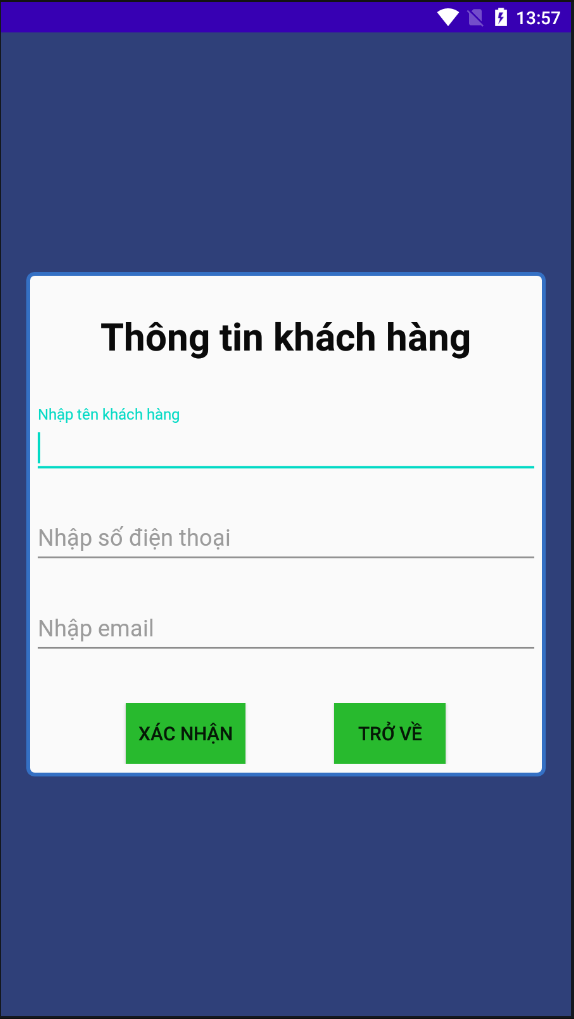 13:57
Thông tin khách hàng
Nhập tên khách hàng
Nhập số điện thoại
Nhập email
XÁC NHẬN
TRỞ VỀ